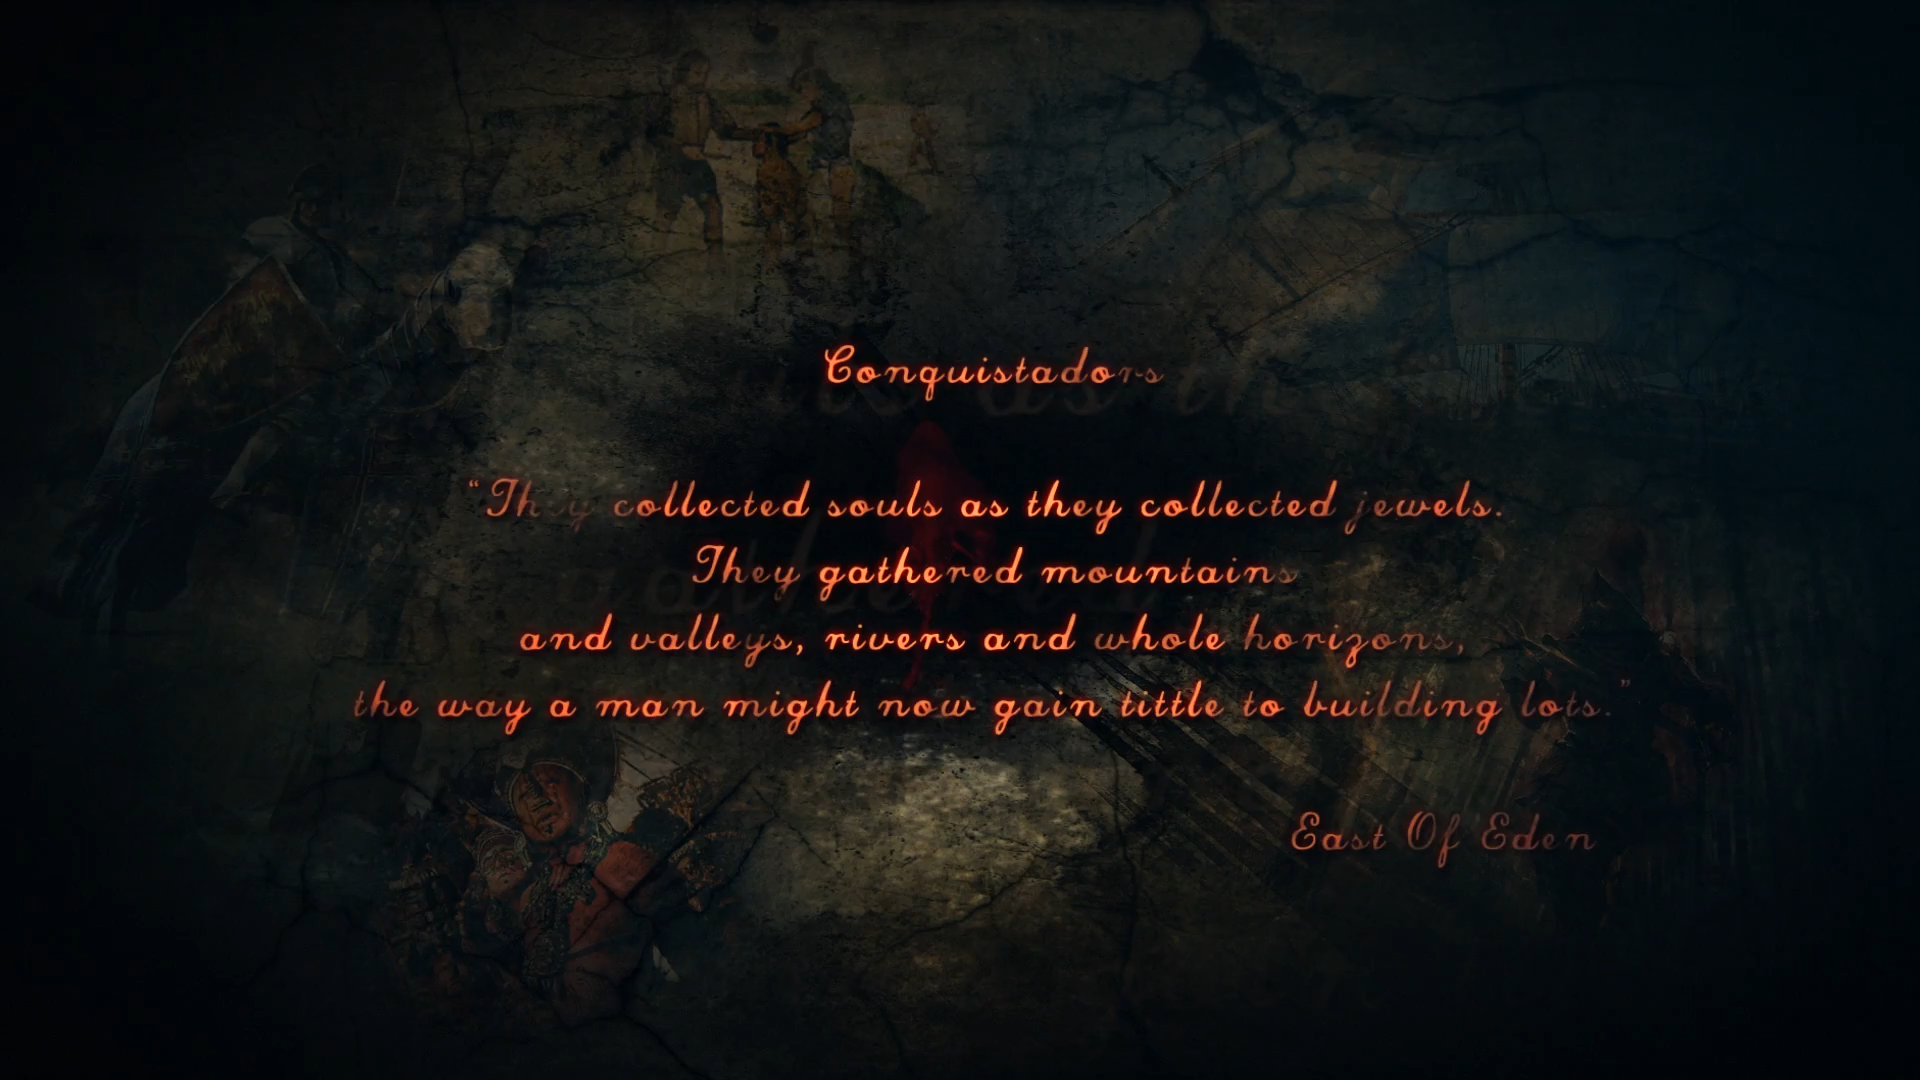 Conquistadors
“They collected souls as they collected jewels.
They gathered mountains
and valleys, rivers and whole horizons,
the way a man might now gain tittle to building lots.”
East Of Eden